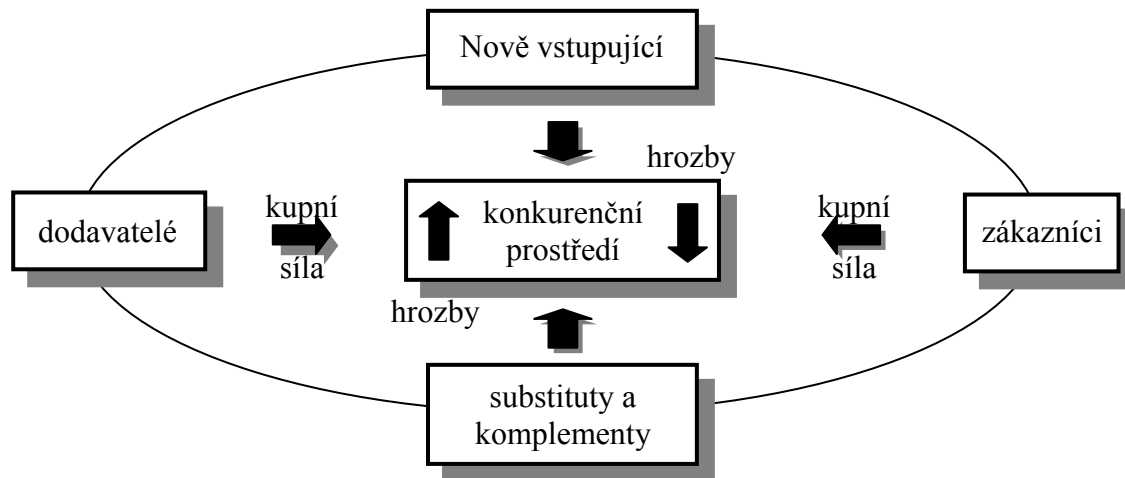 Nově vstupující
hrozby
dodavatelé
kupní
síla
konkurenční
prostředí
kupní
síla
zákazníci
hrozby
substituty a
komplementy